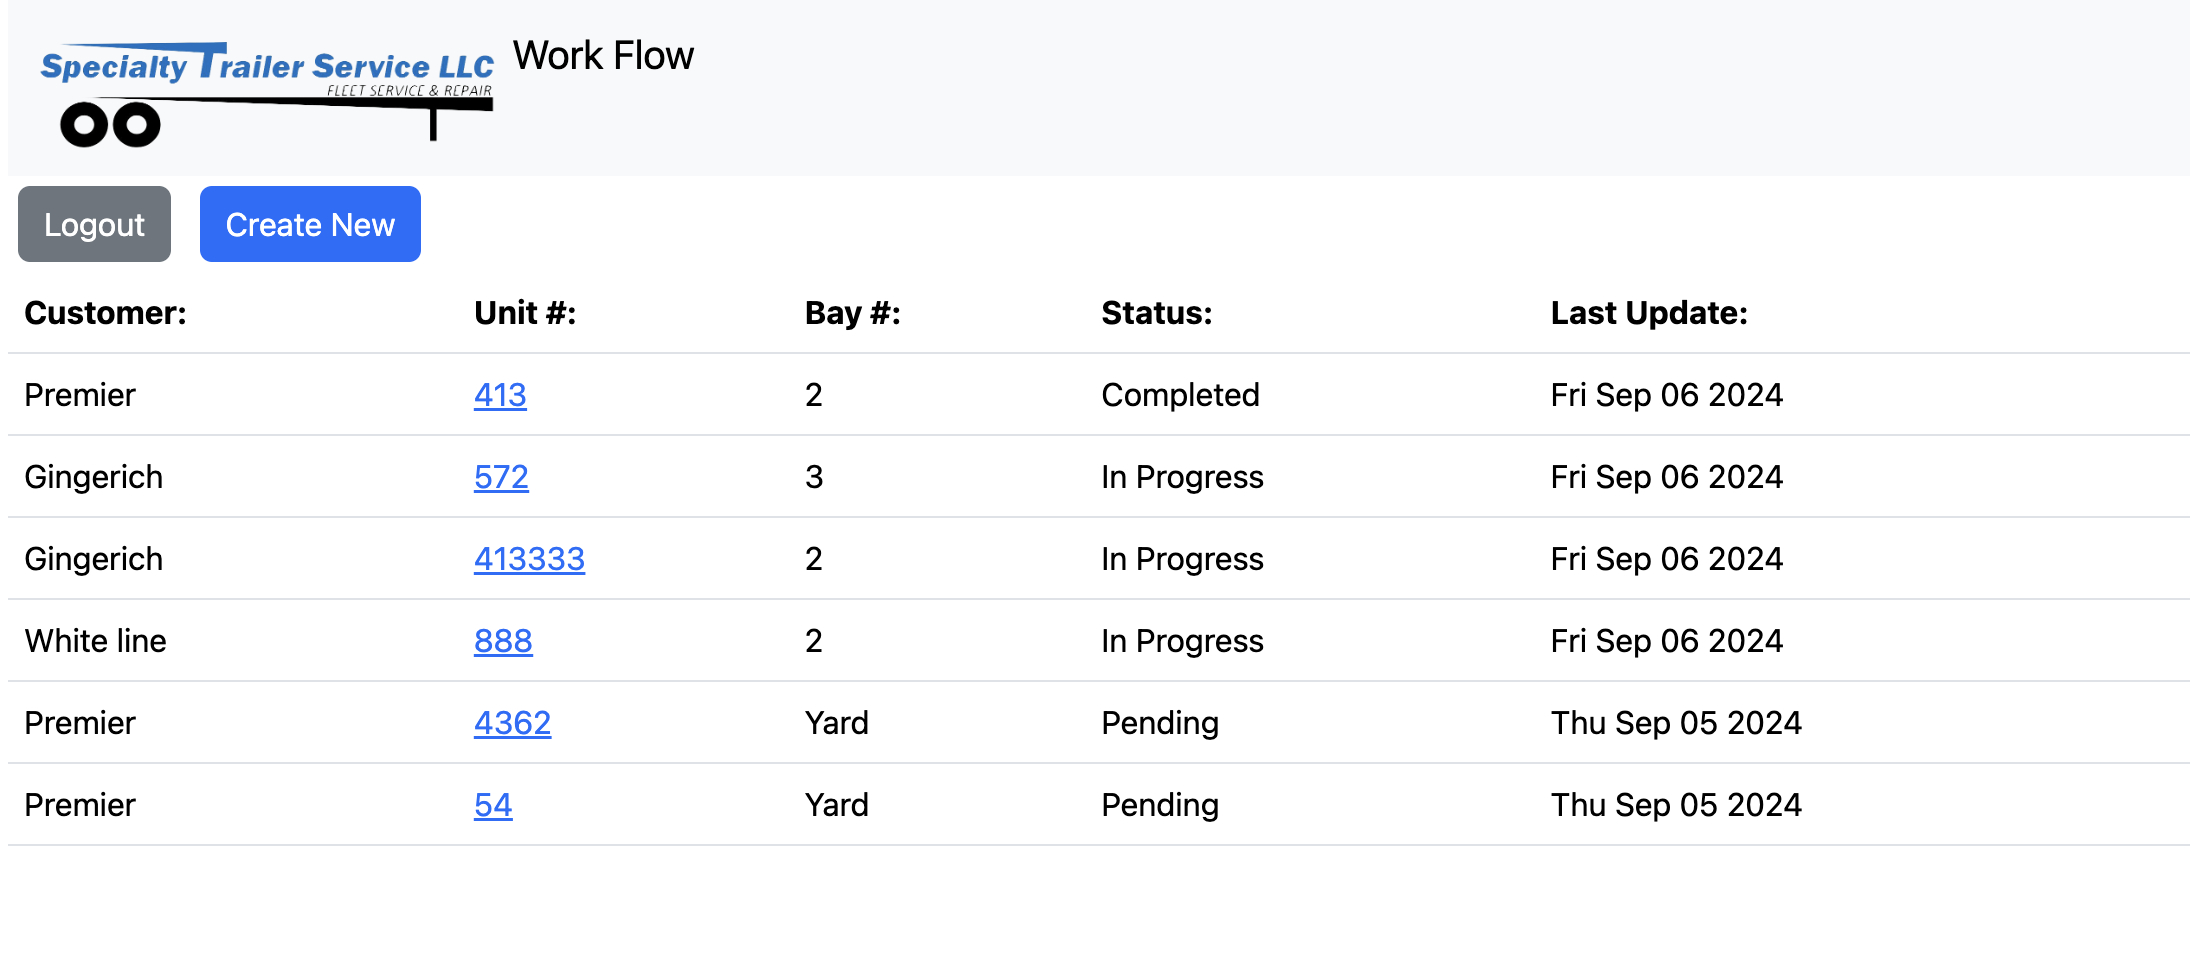 Specialty Trailer Service LLC
FLEET SERVICE & REPAIR
Work Flow
Logout Create New
Customer: Unit #: Bay #: Status: Last Update:
Premier 413 2 Completed Fri Sep 06 2024
Gingerich 572 3 In Progress Fri Sep 06 2024
Gingerich 413333 2 In Progress Fri Sep 06 2024
White line 888 2 In Progress Fri Sep 06 2024
Premier 4362 Yard Pending Thu Sep 05 2024
Premier 54 Yard Pending Thu Sep 05 2024